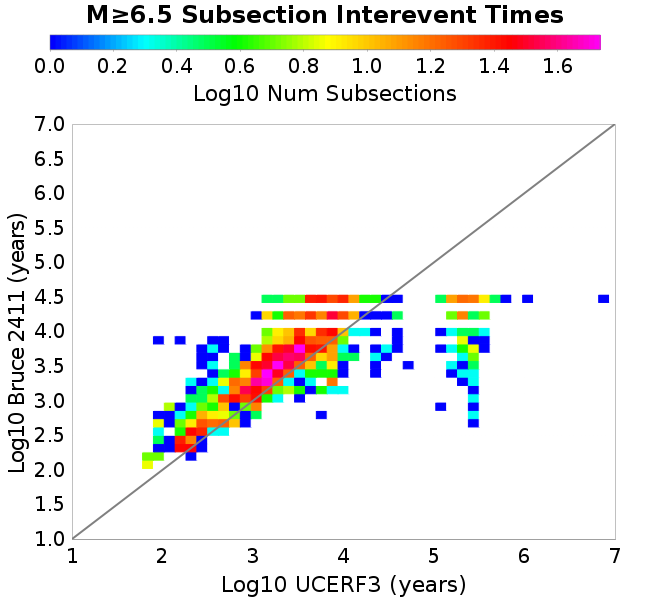 M≥6.5 Subsection Interevent Times
0.0 0.2 0.4 0.6 0.8 1.0 1.2 1.4 1.6
Log10 Num Subsections
7.0
6.5
6.0
5.5
5.0
4.5
4.0
3.5
3.0
2.5
2.0
1.5
1.0
Log10 Bruce 2411 (years)
1 2 3 4 5 6 7
Log10 UCERF3 (years)